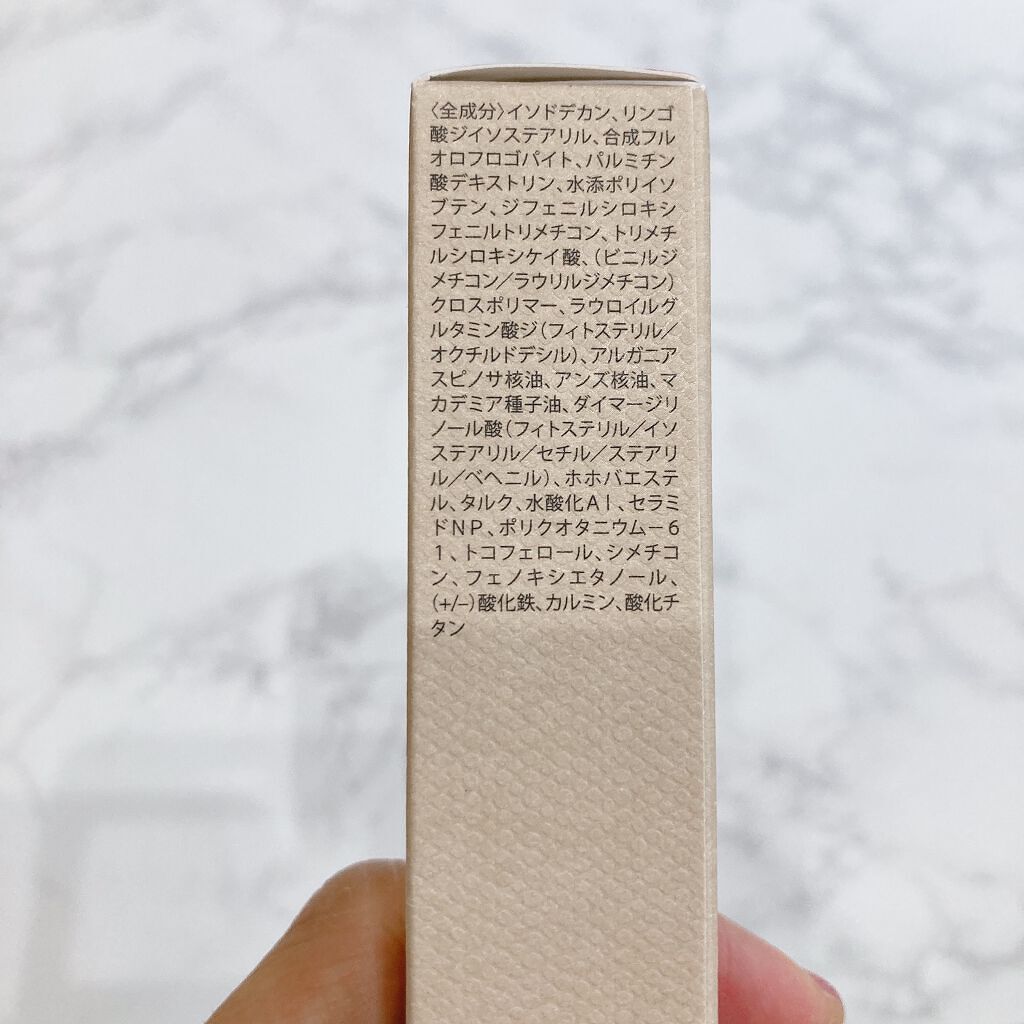 〈全成分〉イソドデカン、リンゴ
酸ジイソステアリル、合成フル
オロフロゴパイト、パルミチン
酸デキストリン、水添ポリイソ
ブテン、ジフェニルシロキシ
フェニルトリメチコン、トリメチ
ルシロキシケイ酸、（ビニルジ
メチコン／ラウリルジメチコン）
クロスポリマー、ラウロイルグ
ルタミン酸ジ（フィトステリル／
オクチルドデシル）、アルガニア
スピノサ核油、アンズ核油、マ
カデミア種子油、ダイマージリ
ノール酸（フィトステリル／イソ
ステアリル／セチル／ステアリ
ル／ベヘニル）、ホホバエステ
ル、タルク、水酸化Ａｌ、セラミ
ドＮＰ、ポリクオタニウム－６
１、トコフェロール、シメチコ
ン、フェノキシエタノール、
（+/−）酸化鉄、カルミン、酸化チ
タン